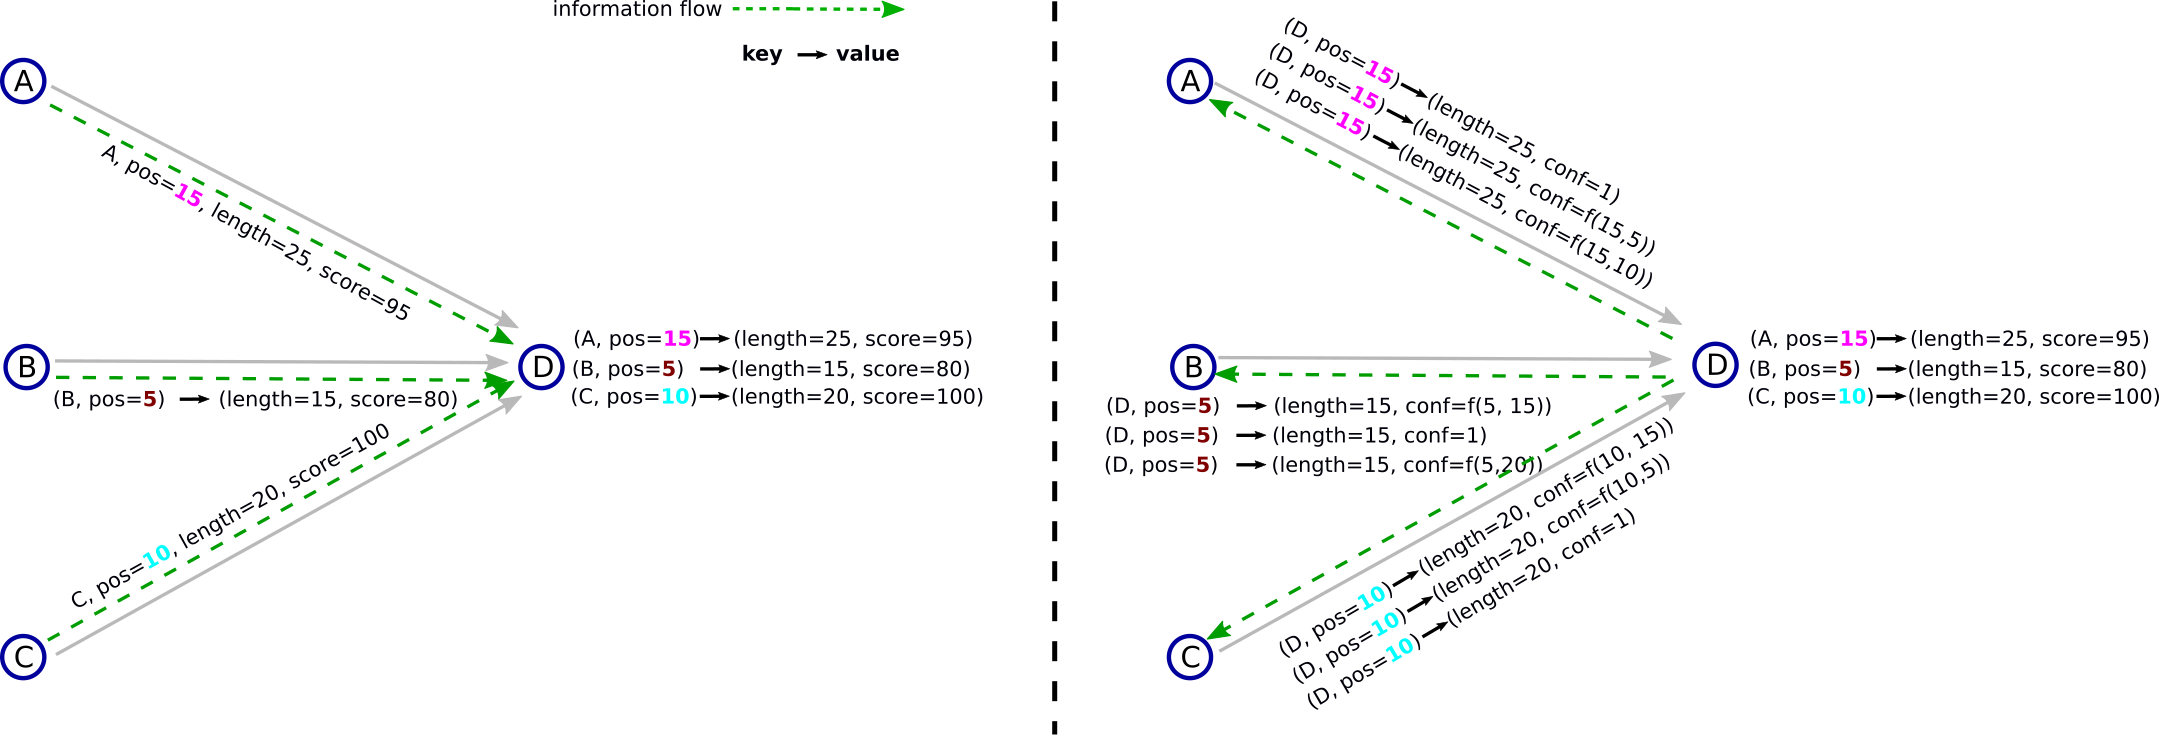 information flow
key → value
A
A, pos=15, length=25, score=95
B
(B, pos=5) → (length=15, score=80)
C, pos=10, length=20, score=100
C
D
(A, pos=15)→(length=25, score=95)
(B, pos=5) →(length=15, score=80)
(C, pos=10)→(length=20, score=100)
A
(D, pos=15)→(length=25, conf=1)
(D, pos=15)→(length=25, conf=f(15,5))
(D, pos=15)→(length=25, conf=f(15,10))
B
(D, pos=5) → (length=15, conf=f(5, 15))
(D, pos=5) → (length=15, conf=1)
(D, pos=5) → (length=15, conf=f(5,20))
D
(A, pos=15)→(length=25, score=95)
(B, pos=5) →(length=15, score=80)
(C, pos=10)→(length=20, score=100)
C
(D, pos=10)→(length=20, conf=f(10, 15))
(D, pos=10)→(length=20, conf=f(10,5))
(D, pos=10)→(length=20, conf=1)